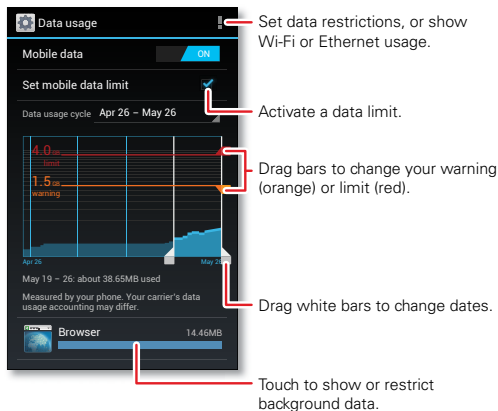 Data usage
Set data restrictions, or show
Wi-Fi or Ethernet usage.
Mobile data
ON
Set mobile data limit
Activate a data limit.
Data usage cycle Apr 26 – May 26
4.0 GB
limit
Drag bars to change your warning
(orange) or limit (red).
1.5 GB
warning
Apr 26
May 26
May 19 – 26: about 38.65MB used
Measured by your phone. Your carrier's data
usage accounting may differ.
Drag white bars to change dates.
Browser
14.46MB
Touch to show or restrict
background data.